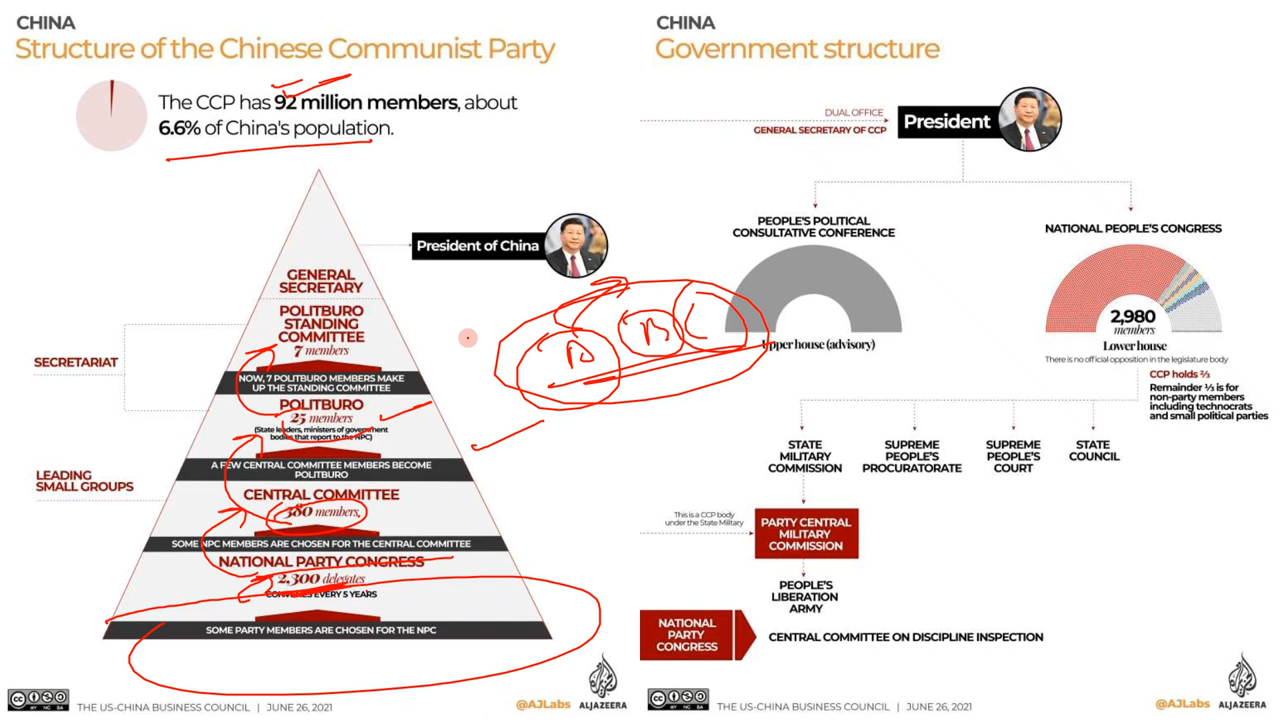 CHINA
Structure of the Chinese Communist Party
The CCP has 92 million members, about
6.6% of China's population.
President of China
GENERAL
SECRETARY
POLITBURO
STANDING
COMMITTEE
7 members
SECRETARIAT
NOW, 7 POLITBURO MEMBERS MAKE
UP THE STANDING COMMITTEE
POLITBURO
25 members
(State leaders, ministers of government
bodies that report to the NPC)
A FEW CENTRAL COMMITTEE MEMBERS BECOME
POLITBURO
LEADING
SMALL GROUPS
CENTRAL COMMITTEE
380 members
SOME NPC MEMBERS ARE CHOSEN FOR THE CENTRAL COMMITTEE
NATIONAL PARTY CONGRESS
2,300 delegates
CONVENES EVERY 5 YEARS
SOME PARTY MEMBERS ARE CHOSEN FOR THE NPC
B C
cc
BY NC SA
THE US-CHINA BUSINESS COUNCIL | JUNE 26, 2021
@AJLabs
ALJAZEERA
CHINA
Government structure
DUAL OFFICE
GENERAL SECRETARY OF CCP
President
PEOPLE'S POLITICAL
CONSULTATIVE CONFERENCE
Upper house (advisory)
NATIONAL PEOPLE'S CONGRESS
2,980
members
Lower house
There is no official opposition in the legislature body
CCP holds ⅔
Remainder ⅓ is for
non-party members
including technocrats
and small political parties
STATE
MILITARY
COMMISSION
SUPREME
PEOPLE'S
PROCURATORATE
SUPREME
PEOPLE'S
COURT
STATE
COUNCIL
This is a CCP body
under the State Military
PARTY CENTRAL
MILITARY
COMMISSION
PEOPLE'S
LIBERATION
ARMY
NATIONAL
PARTY
CONGRESS
CENTRAL COMMITTEE ON DISCIPLINE INSPECTION
cc
BY NC SA
THE US-CHINA BUSINESS COUNCIL | JUNE 26, 2021
@AJLabs
ALJAZEERA